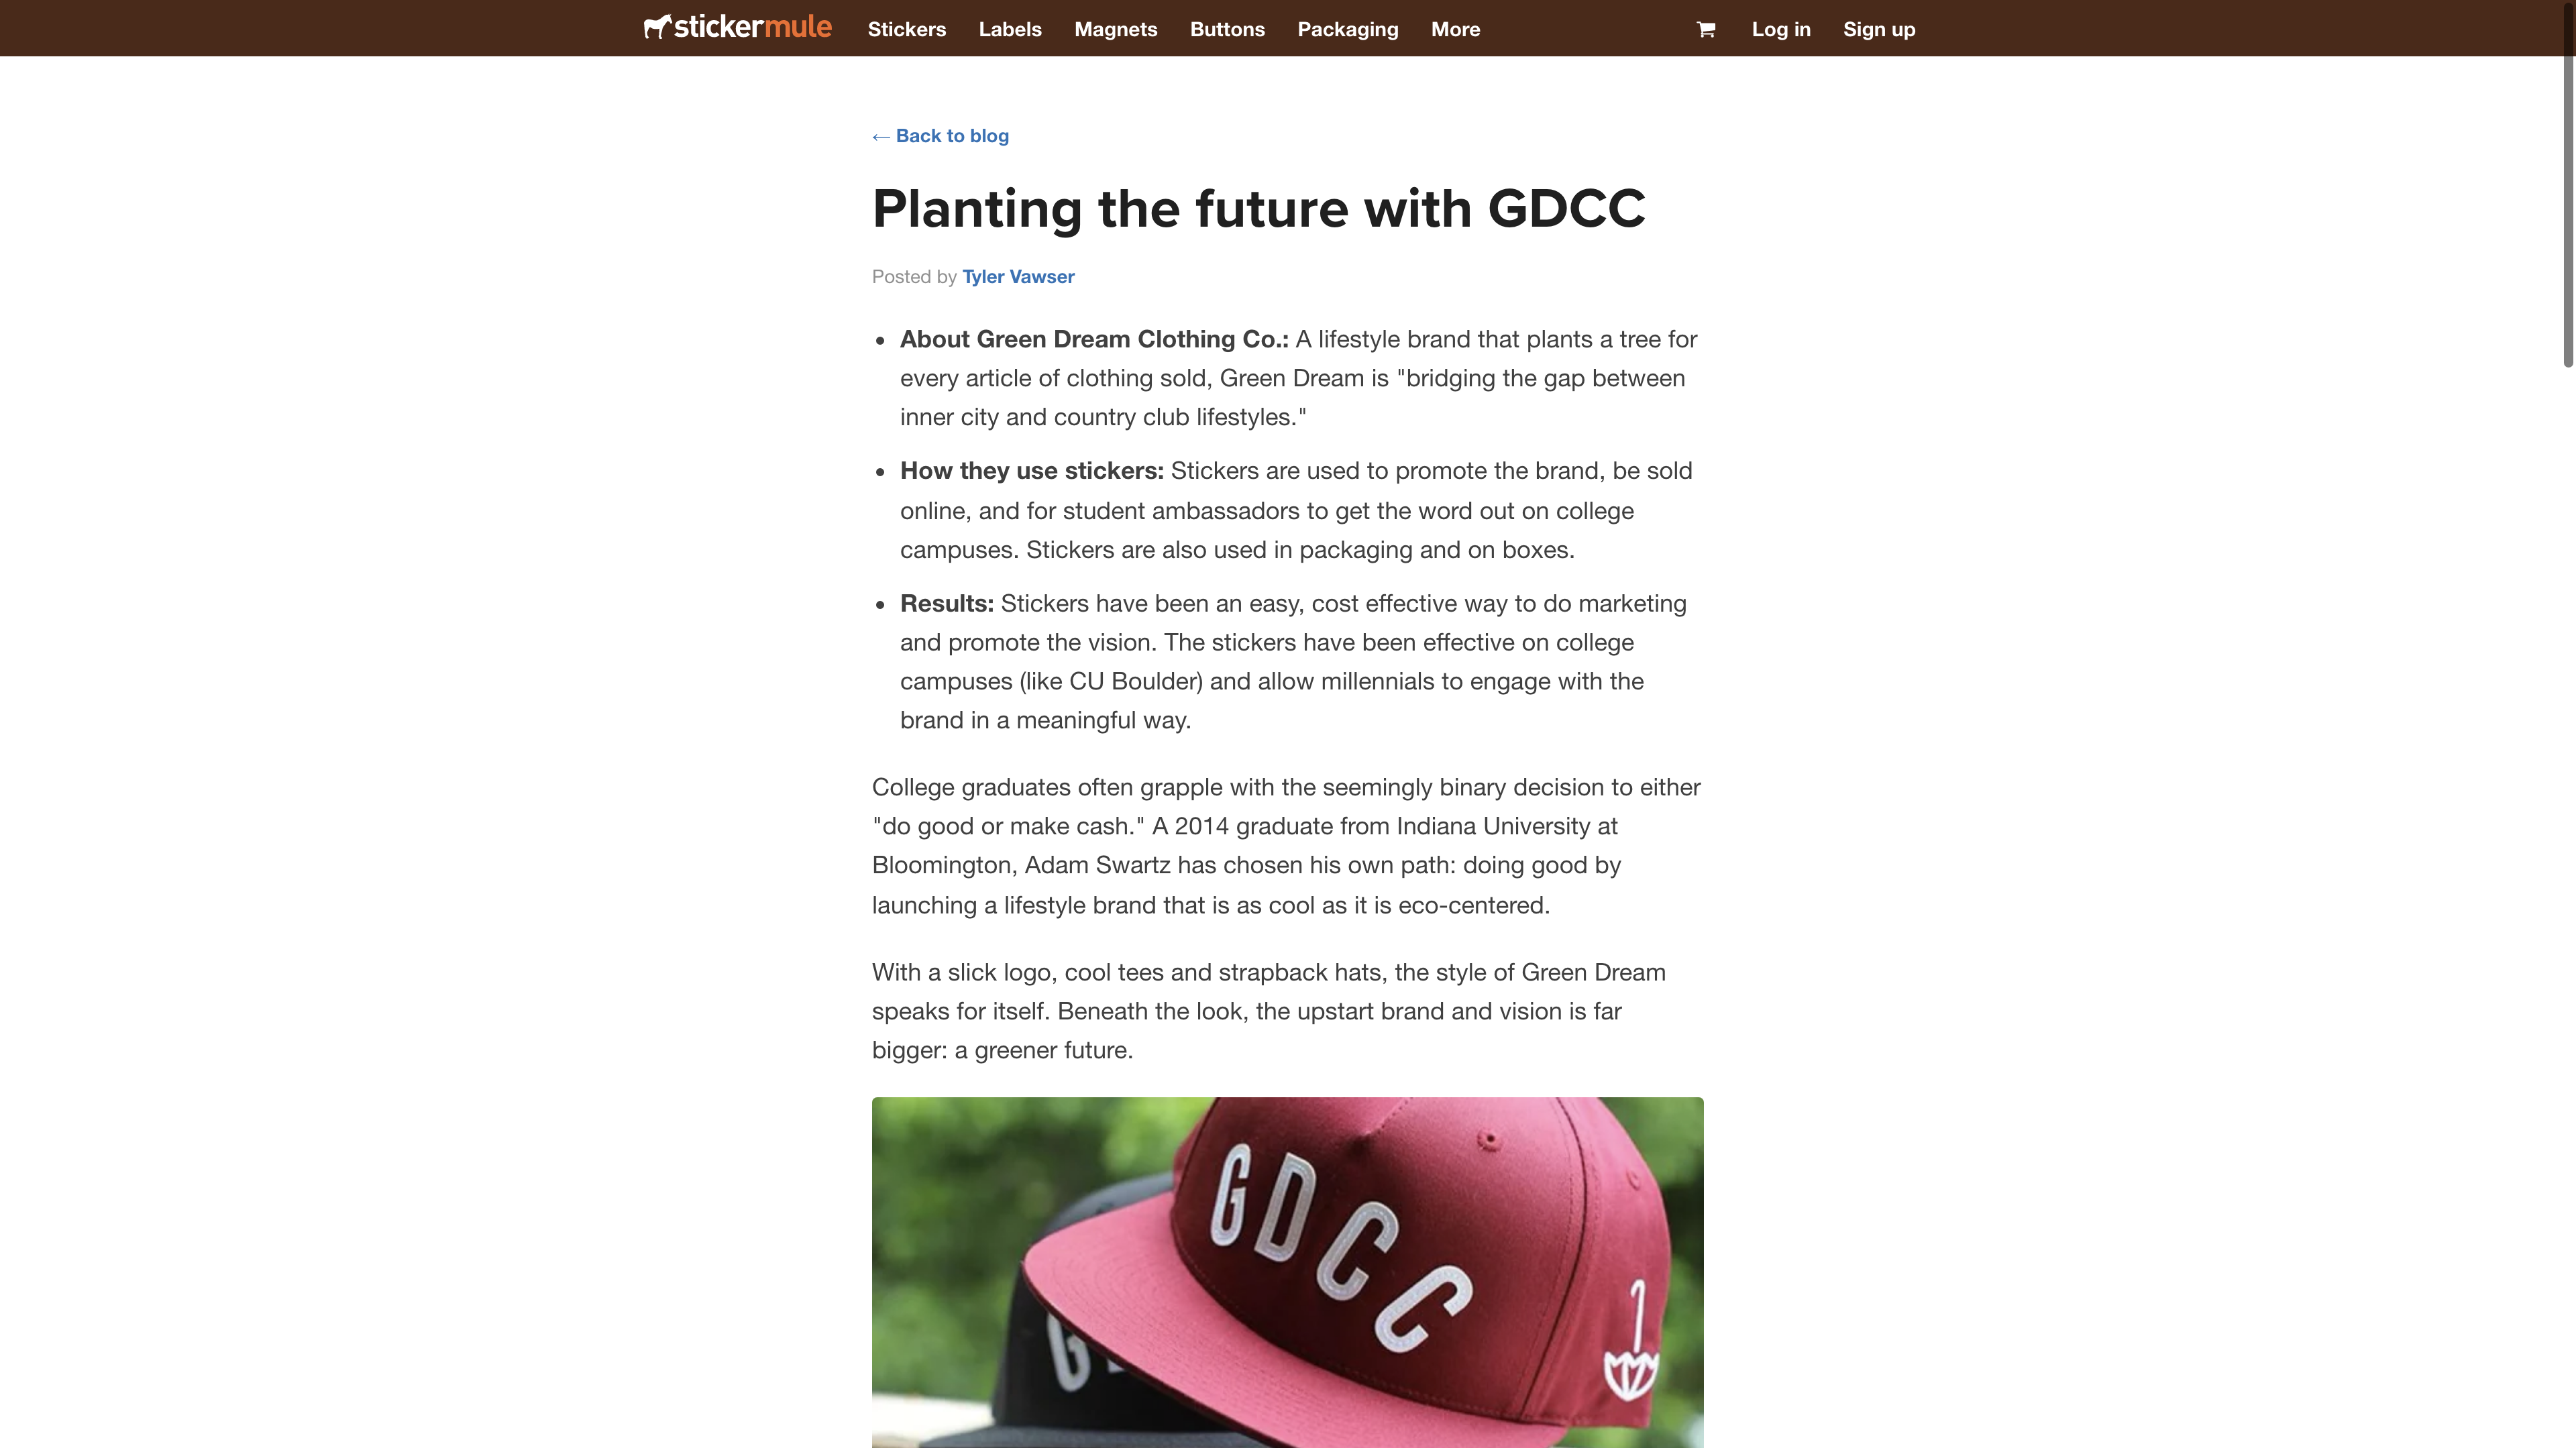 stickermule Stickers Labels Magnets Buttons Packaging More Log in Sign up
← Back to blog
Planting the future with GDCC
Posted by Tyler Vawser
• About Green Dream Clothing Co.: A lifestyle brand that plants a tree for
every article of clothing sold, Green Dream is "bridging the gap between
inner city and country club lifestyles."
• How they use stickers: Stickers are used to promote the brand, be sold
online, and for student ambassadors to get the word out on college
campuses. Stickers are also used in packaging and on boxes.
• Results: Stickers have been an easy, cost effective way to do marketing
and promote the vision. The stickers have been effective on college
campuses (like CU Boulder) and allow millennials to engage with the
brand in a meaningful way.
College graduates often grapple with the seemingly binary decision to either
"do good or make cash." A 2014 graduate from Indiana University at
Bloomington, Adam Swartz has chosen his own path: doing good by
launching a lifestyle brand that is as cool as it is eco-centered.
With a slick logo, cool tees and strapback hats, the style of Green Dream
speaks for itself. Beneath the look, the upstart brand and vision is far
bigger: a greener future.
GDCC